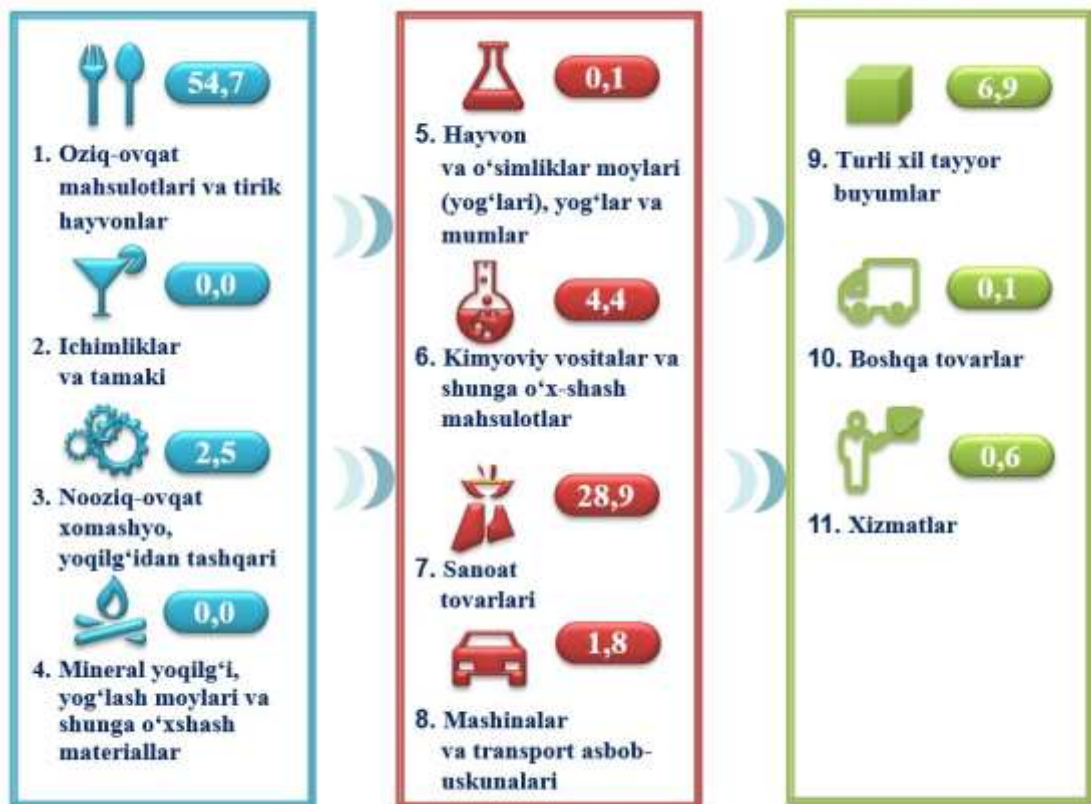 54,7
1. Oziq-ovqat
mahsulotlari va tirik
hayvonlar
0,0
2. Ichimliklar
va tamaki
2,5
3. Nooziq-ovqat
xomashyo,
yoqilg‘idan tashqari
0,0
4. Mineral yoqilg‘i,
yog‘lash moylari va
shunga o‘xshash
materiallar
0,1
5. Hayvon
va o‘simliklar moylari
(yog‘lari), yog‘lar va
mumlar
4,4
6. Kimyoviy vositalar va
shunga o‘x-shash
mahsulotlar
28,9
7. Sanoat
tovarlari
1,8
8. Mashinalar
va transport asbob-
uskunalari
6,9
9. Turli xil tayyor
buyumlar
0,1
10. Boshqa tovarlar
0,6
11. Xizmatlar